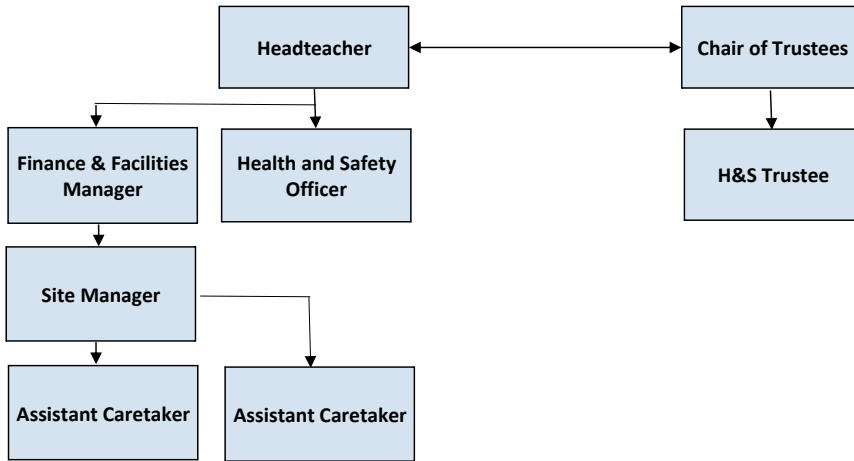 Headteacher
Chair of Trustees
Finance & Facilities
Manager
Health and Safety
Officer
H&S Trustee
Site Manager
Assistant Caretaker
Assistant Caretaker